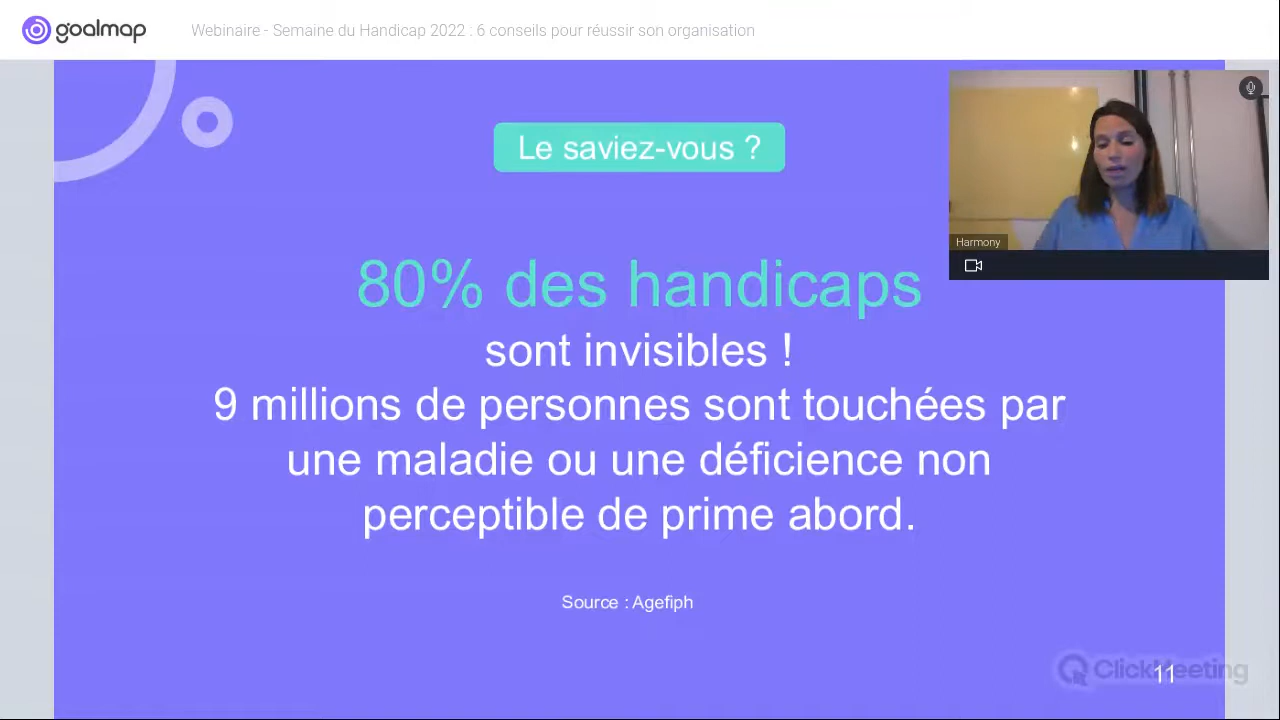 goalmap
Webinaire - Semaine du Handicap 2022 : 6 conseils pour réussir son organisation
Le saviez-vous ?
80% des handicaps
sont invisibles !
9 millions de personnes sont touchées par
une maladie ou une déficience non
perceptible de prime abord.
Source : Agefiph
Harmony
ClickMeeting
11